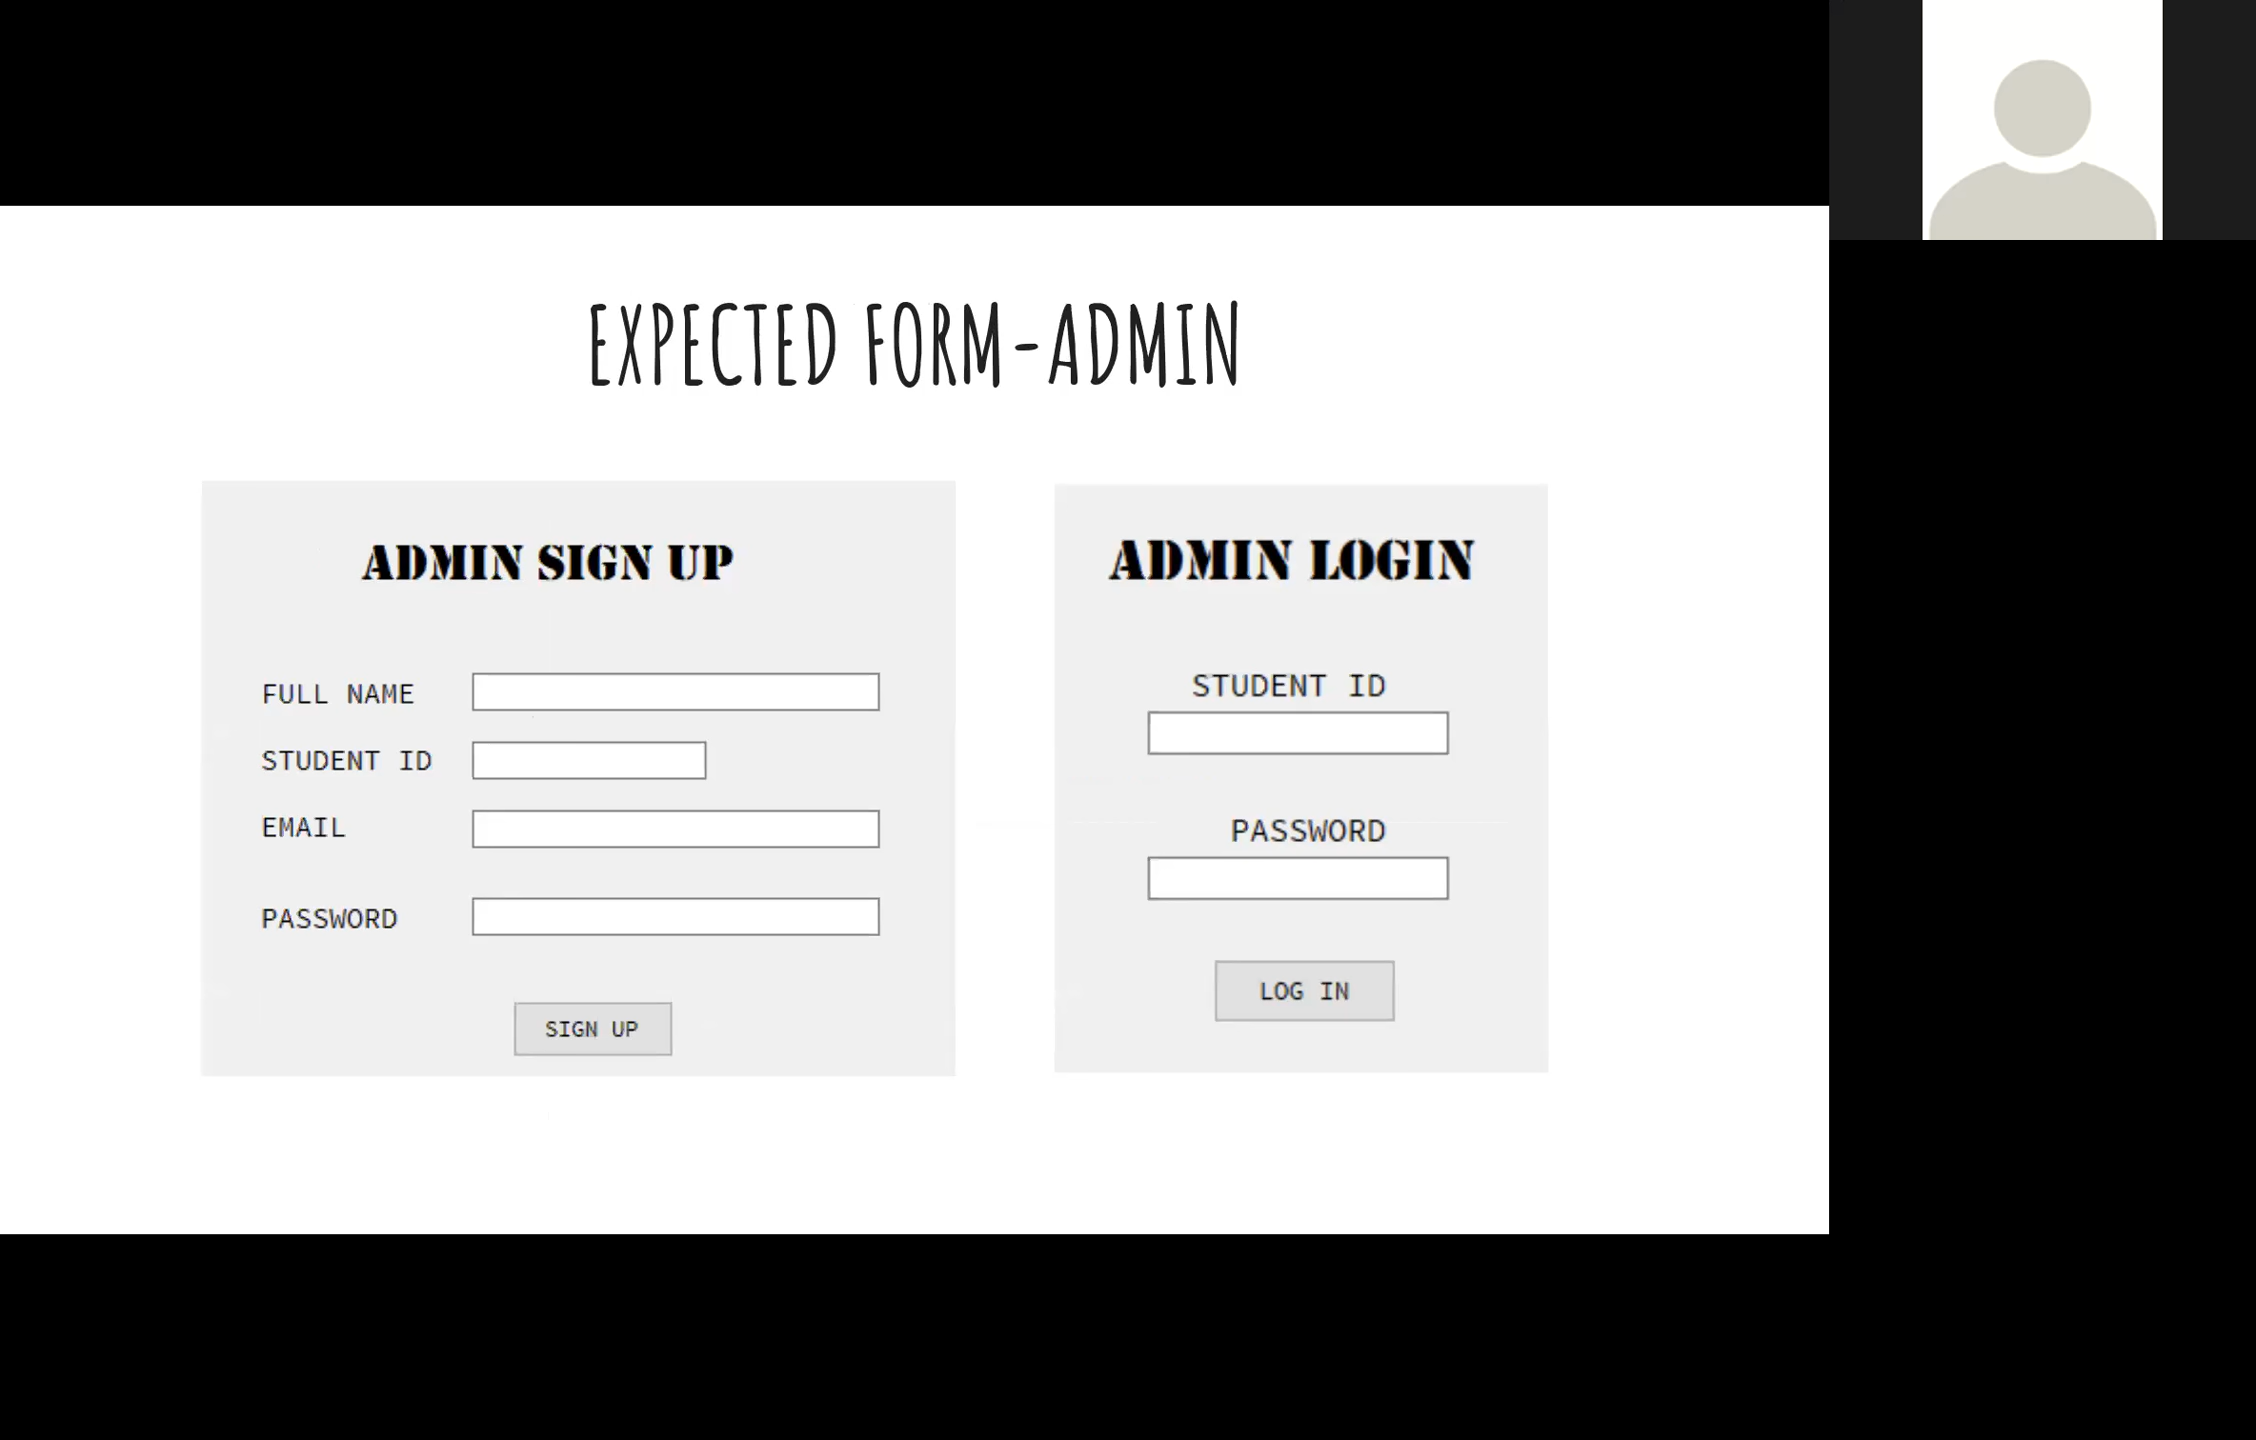 EXPECTED FORM-ADMIN
ADMIN SIGN UP
FULL NAME
STUDENT ID
EMAIL
PASSWORD
SIGN UP
ADMIN LOGIN
STUDENT ID
PASSWORD
LOG IN